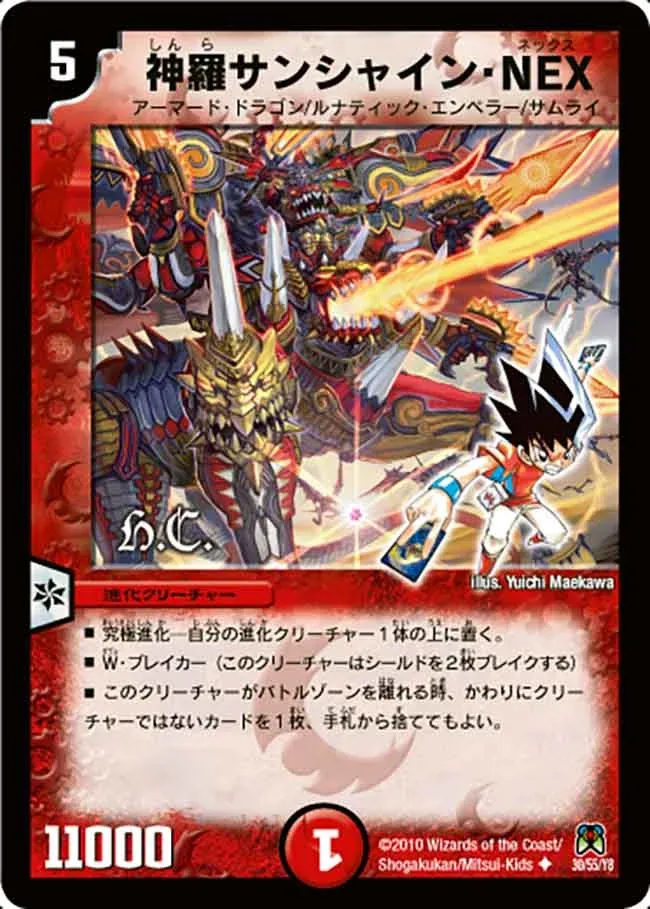 5
しんら
ネックス
神羅サンシャイン・NEX
アーマード・ドラゴン/ルナティック・エンペラー/サムライ
H.C.
illus. Yuichi Maekawa
進化クリーチャー
■ 究極進化―自分の進化クリーチャー1体の上に置く。
■ W・ブレイカー (このクリーチャーはシールドを2枚ブレイクする)
■ このクリーチャーがバトルゾーンを離れる時、かわりにクリー
チャーではないカードを1枚、手札から捨ててもよい。
11000
1
©2010 Wizards of the Coast/
Shogakukan/Mitsui-Kids
30/55/Y8